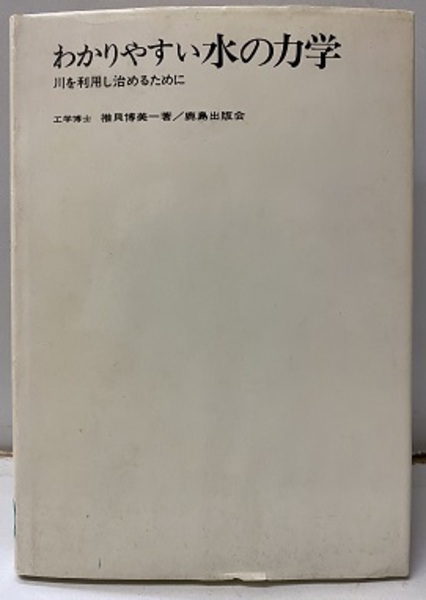 わかりやすい水の力学
川を利用し治めるために
工学博士 椎貝博美ー著/鹿島出版会